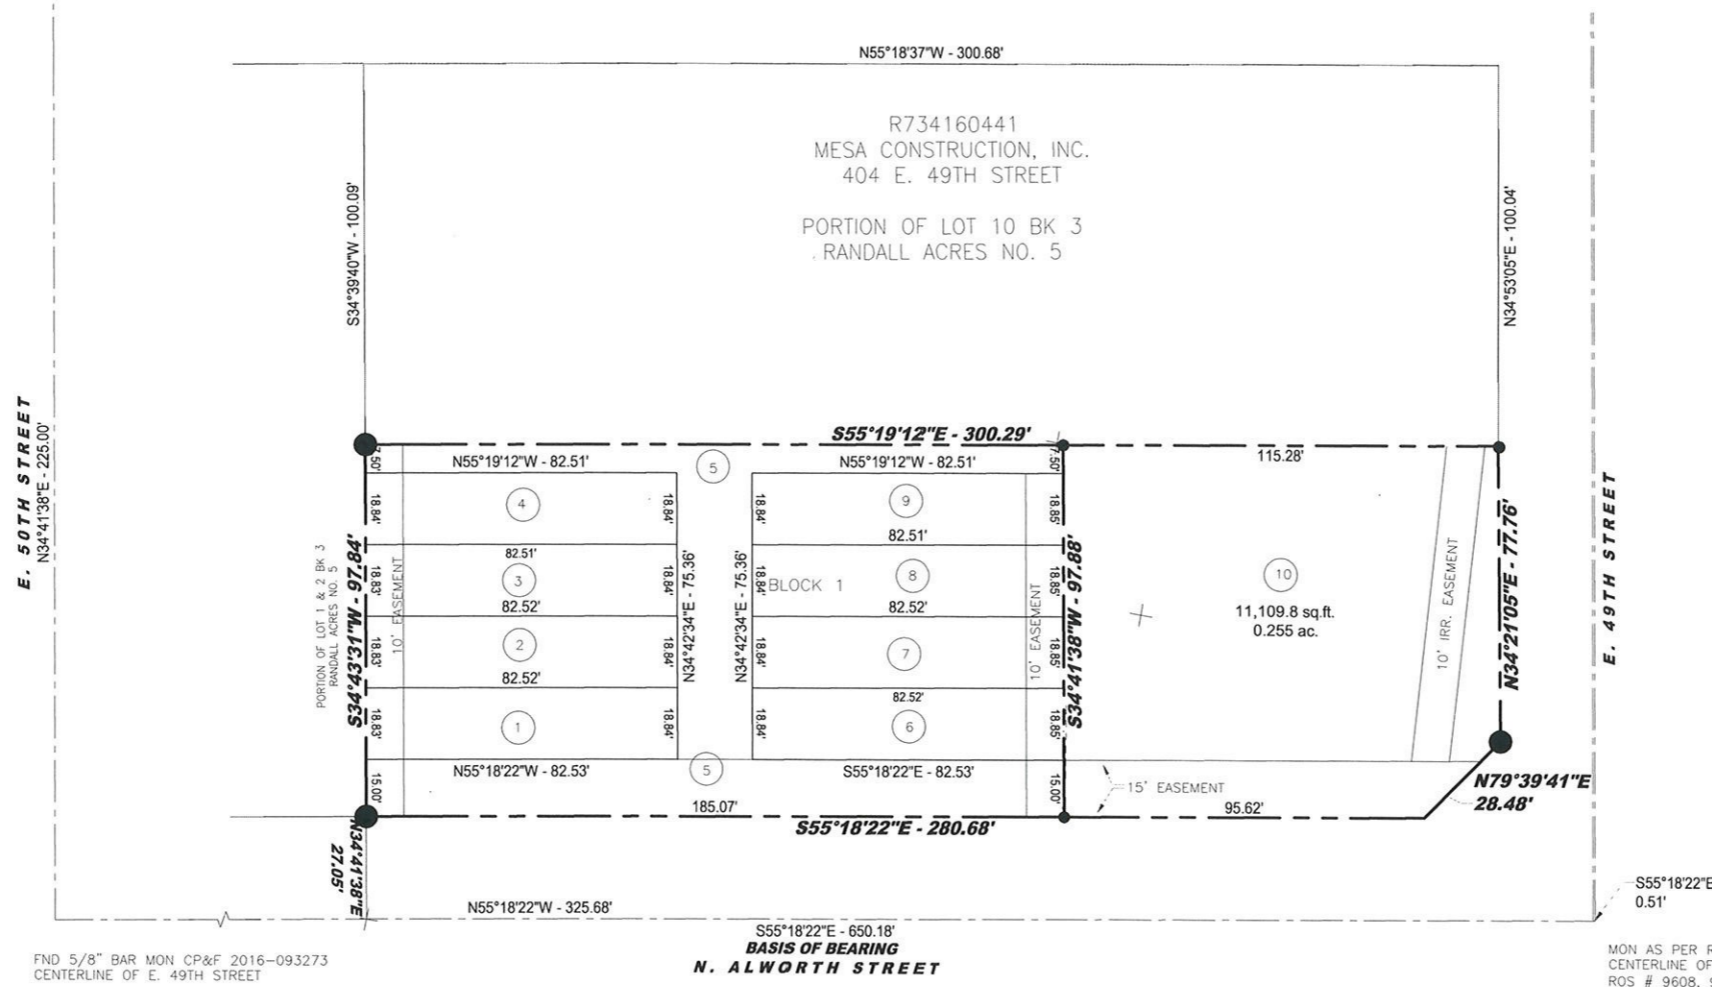 N55°18'37"W - 300.68'
R734160441
MESA CONSTRUCTION, INC.
404 E. 49TH STREET
PORTION OF LOT 10 BK 3
RANDALL ACRES NO. 5
S34°39'40"W - 100.09'
N34°53'05"E - 100.04'
E. 50TH STREET
N34°41'38"E - 225.00'
S55°19'12"E - 300.29'
115.28'
7.50'
N55°19'12"W - 82.51'
5
N55°19'12"W - 82.51'
7.50'
18.84'
4
18.84'
18.84'
9
18.85'
82.51'
82.51'
PORTION OF LOT 1 & 2 BK 3
RANDALL ACRES NO. 5
S34°43'31"W - 97.84'
18.83'
10' EASEMENT
3
18.84'
N34°42'34"E - 75.36'
N34°42'34"E - 75.36'
18.84'
BLOCK 1
8
18.85'
82.52'
82.52'
18.83'
2
18.84'
18.84'
7
10' EASEMENT
18.85'
S34°41'38"W - 97.88'
82.52'
82.52'
18.83'
1
18.84'
18.84'
6
18.85'
10
11,109.8 sq.ft.
0.255 ac.
10' IRR. EASEMENT
N34°21'05"E - 77.76'
E. 49TH STREET
15.00'
N55°18'22"W - 82.53'
5
S55°18'22"E - 82.53'
15.00'
15' EASEMENT
N79°39'41"E
28.48'
185.07'
95.62'
S55°18'22"E - 280.68'
N34°41'38"E
27.05'
S55°18'22"E
0.51'
N55°18'22"W - 325.68'
S55°18'22"E - 650.18'
BASIS OF BEARING
N. ALWORTH STREET
FND 5/8" BAR MON CP&F 2016-093273
CENTERLINE OF E. 49TH STREET
MON AS PER R
CENTERLINE OF
ROS # 9608,